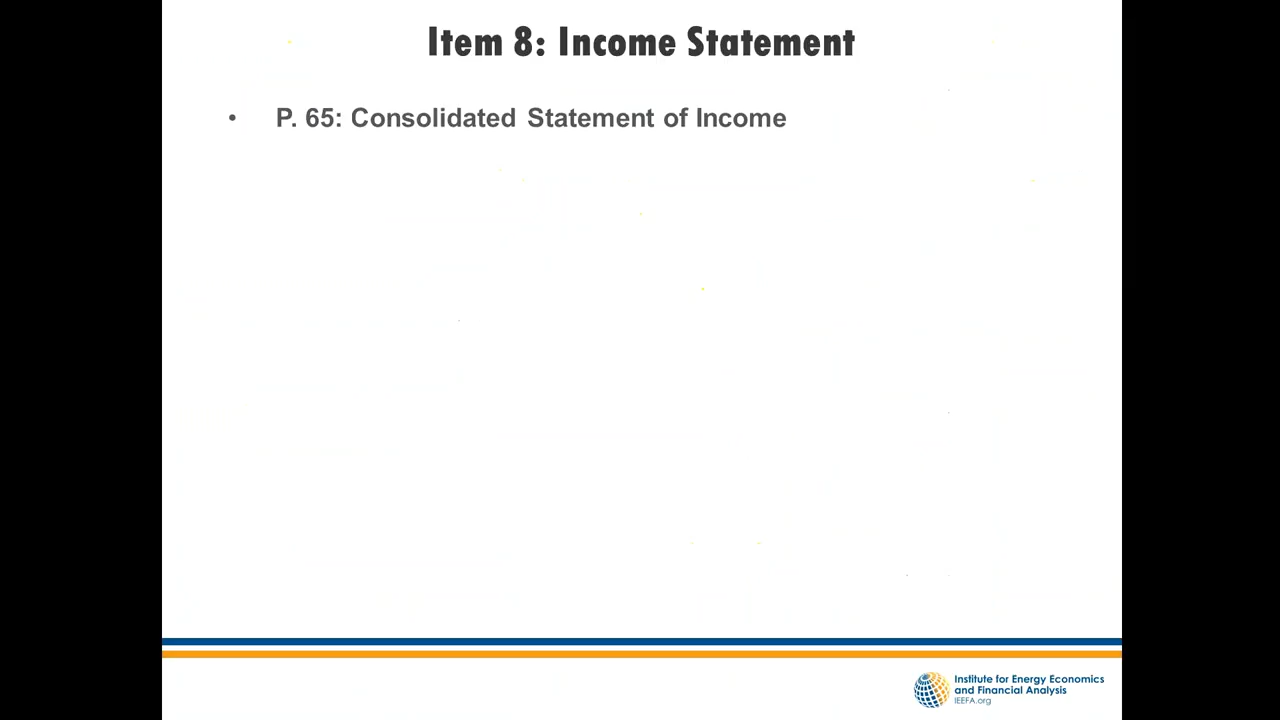 Item 8: Income Statement
• P. 65: Consolidated Statement of Income
Institute for Energy Economics
and Financial Analysis
IEEFA.org